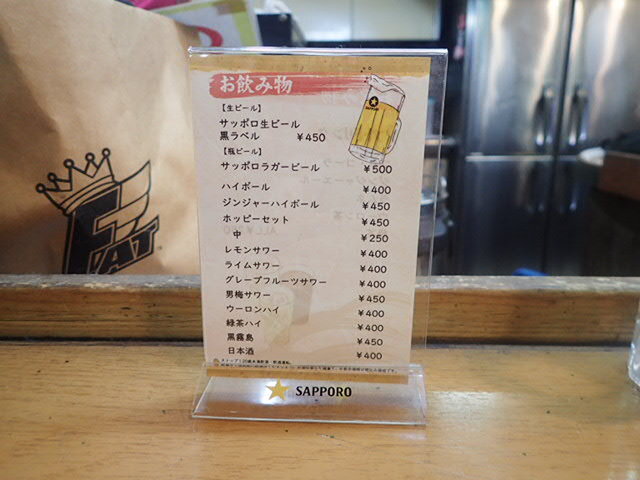 お飲み物
【生ビール】
サッポロ生ビール
黒ラベル ¥450
【瓶ビール】
サッポロラガービール ¥500
ハイボール ¥400
ジンジャーハイボール ¥450
ホッピーセット ¥450
中 ¥250
レモンサワー ¥400
ライムサワー ¥400
グレープフルーツサワー ¥400
男梅サワー ¥450
ウーロンハイ ¥400
緑茶ハイ ¥400
黒霧島 ¥450
日本酒 ¥400
SAPPORO
FAT